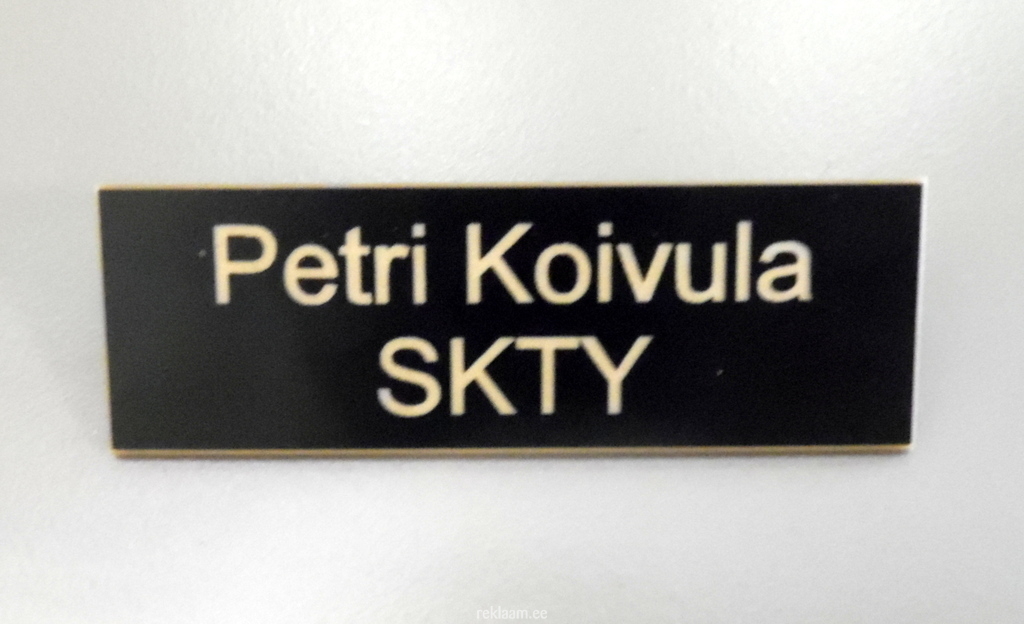 Petri Koivula
SKTY
reklaam.ee